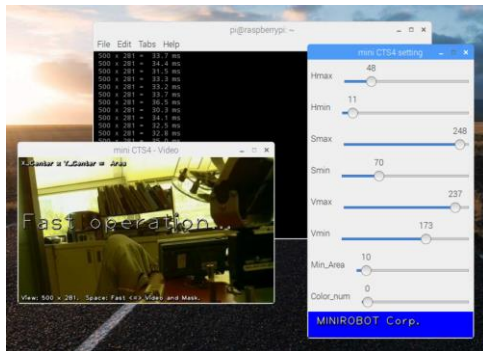 pi@raspberrypi: ~
File Edit Tabs Help
500 x 281 = 33.7 ms
500 x 281 = 34.4 ms
500 x 281 = 31.5 ms
500 x 281 = 33.3 ms
500 x 281 = 33.2 ms
500 x 281 = 33.7 ms
500 x 281 = 36.5 ms
500 x 281 = 30.3 ms
500 x 281 = 34.1 ms
500 x 281 = 32.5 ms
500 x 281 = 32.8 ms
mini CTS4 - Video
X_Center x Y_Center = Area
Fast operation...
View: 500 x 281. Space: Fast <=> Video and Mask.
mini CTS4 setting
48
Hmax
11
Hmin
248
Smax
70
Smin
237
Vmax
173
Vmin
10
Min_Area
0
Color_num
MINIROBOT Corp.